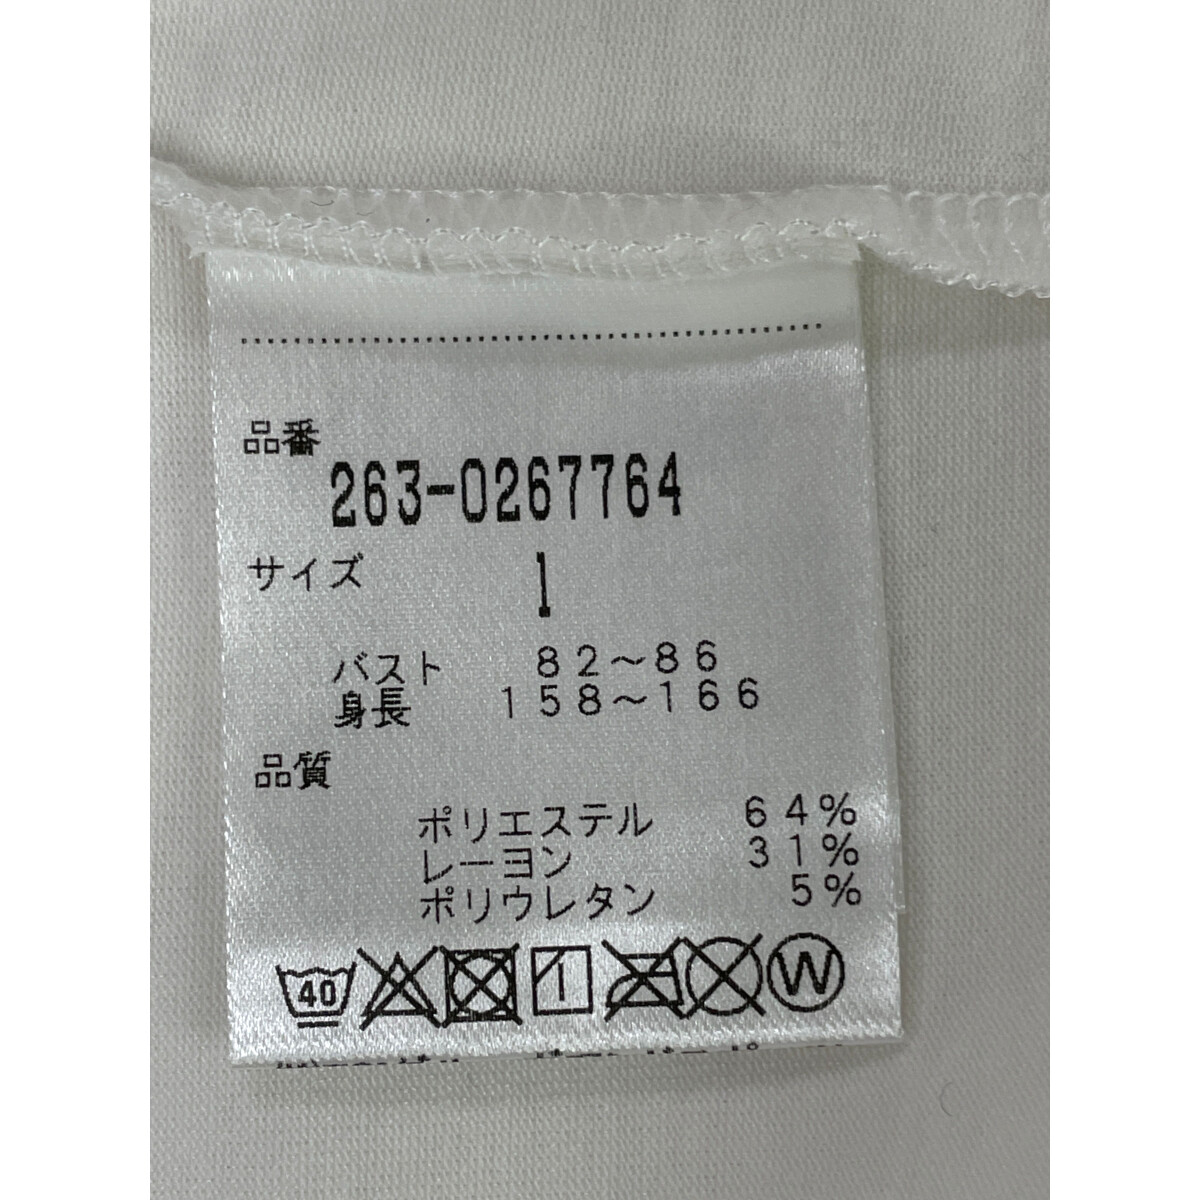 品番
263-0267764
サイズ 1
バスト 82～86
身長 158～166
品質
ポリエステル 64%
レーヨン 31%
ポリウレタン 5%
40 W